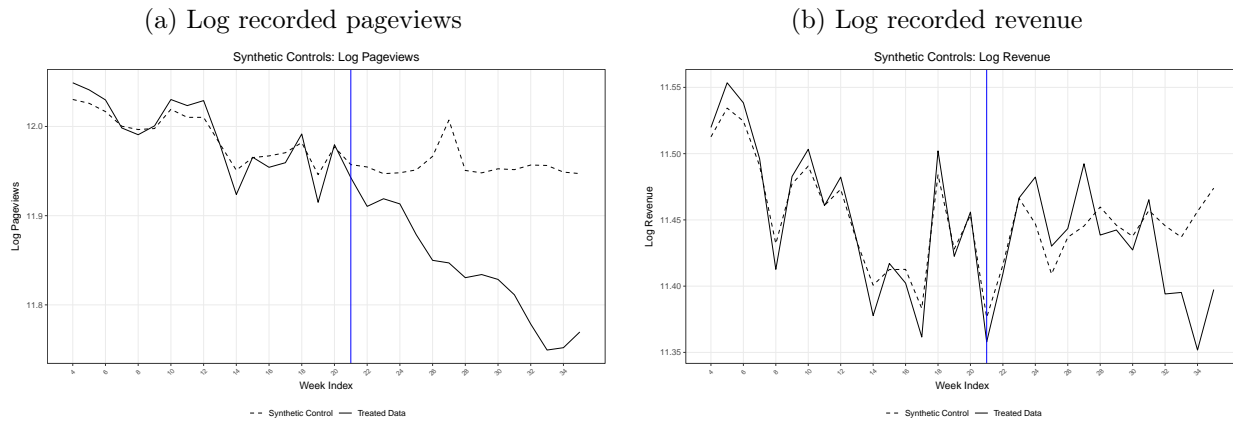 (a) Log recorded pageviews
Synthetic Controls: Log Pageviews
Log Pageviews
12.0
11.9
11.8
4 6 8 10 12 14 16 18 20 21 22 24 26 28 30 32 34
Week Index
Synthetic Control Treated Data
(b) Log recorded revenue
Synthetic Controls: Log Revenue
Log Revenue
11.55
11.50
11.45
11.40
11.35
4 6 8 10 12 14 16 18 20 21 22 24 26 28 30 32 34
Week Index
Synthetic Control Treated Data